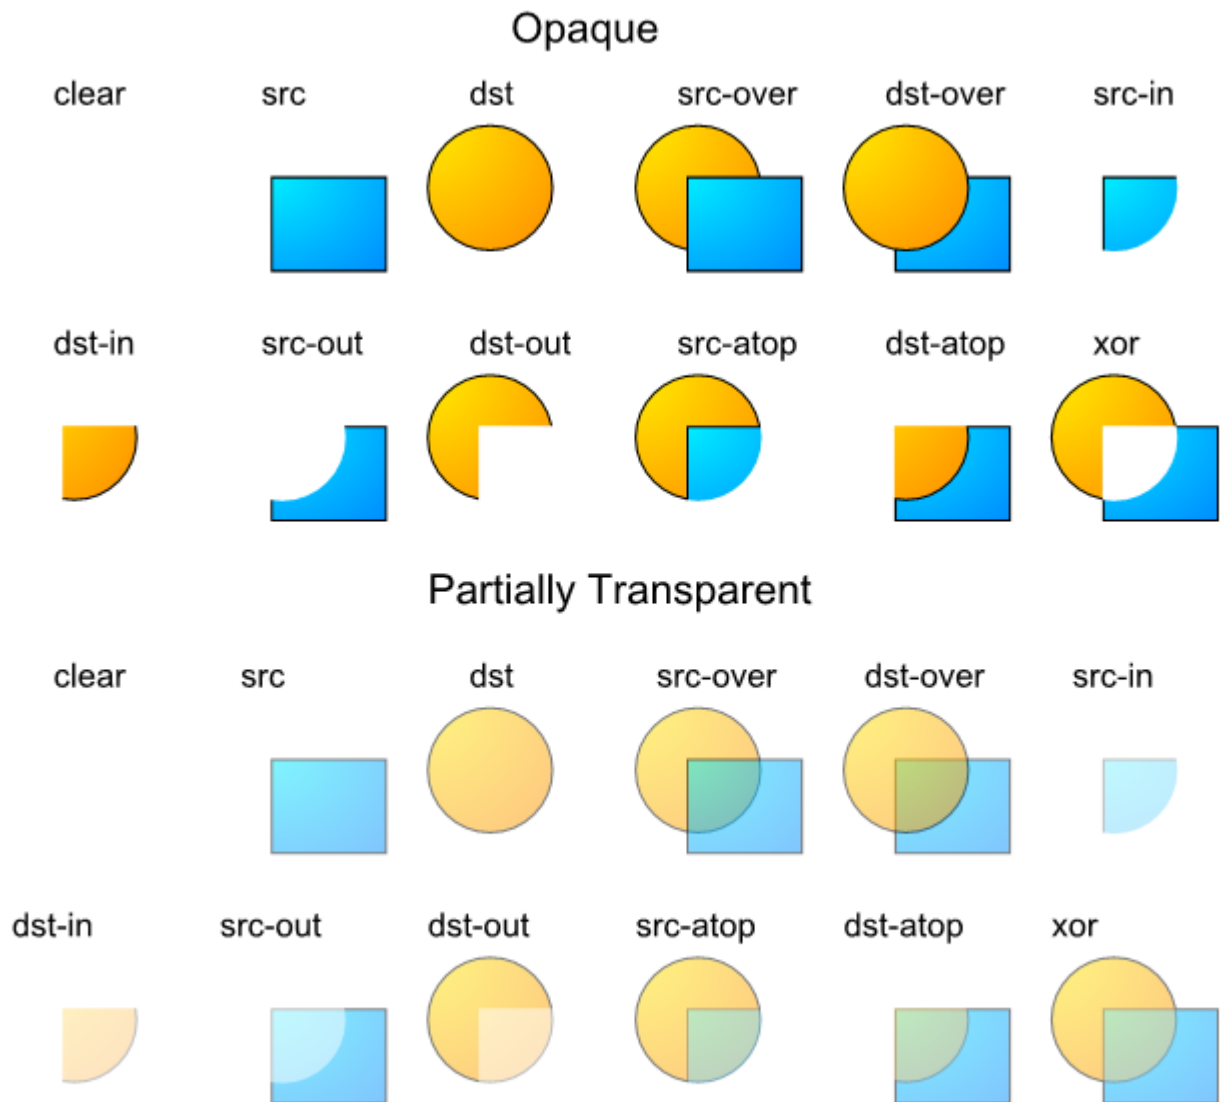 Opaque
clear src dst src-over dst-over src-in
dst-in src-out dst-out src-atop dst-atop xor
Partially Transparent
clear src dst src-over dst-over src-in
dst-in src-out dst-out src-atop dst-atop xor